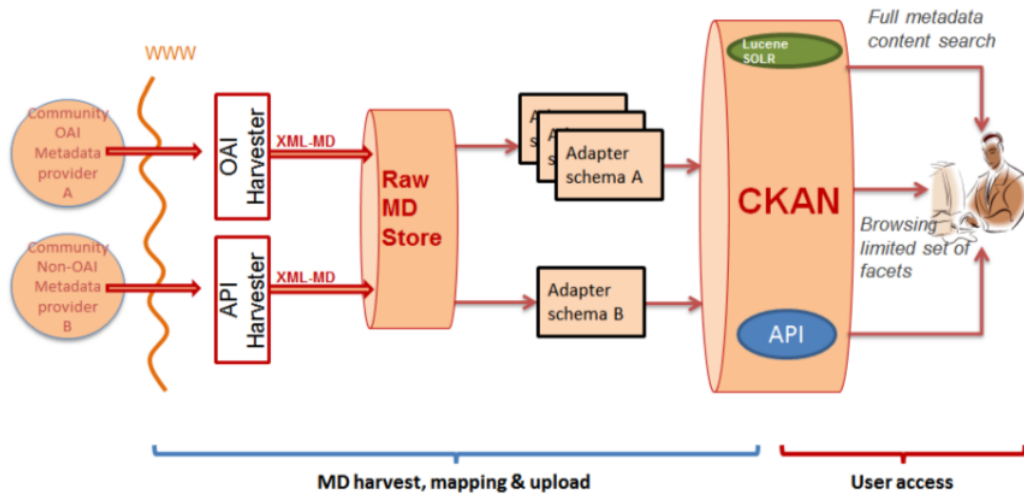 WWW
Community
OAI
Metadata
provider
A
OAI
Harvester
XML-MD
Community
Non-OAI
Metadata
provider
B
API
Harvester
XML-MD
Raw
MD
Store
A
s
A
s
Adapter
schema A
Adapter
schema B
Lucene
SOLR
CKAN
API
Full metadata
content search
Browsing
limited set of
facets
MD harvest, mapping & upload
User access